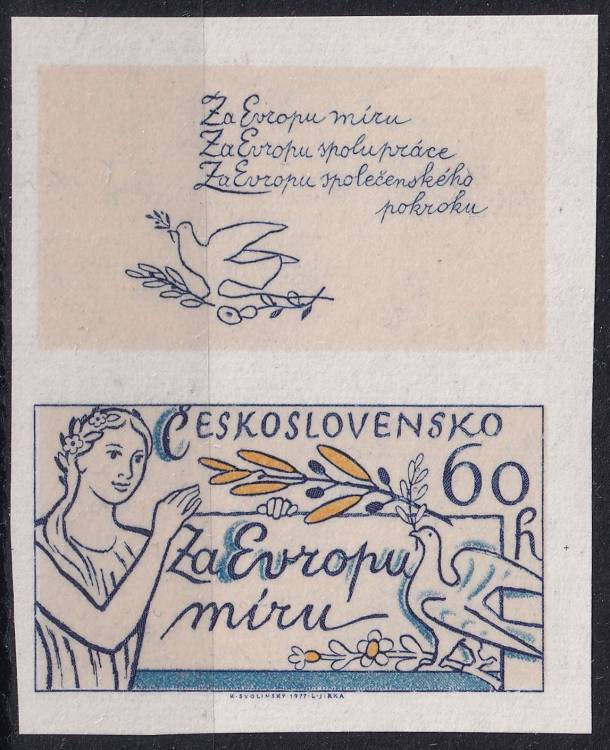 Za Evropu míru
Za Evropu spolupráce
Za Evropu společenského
pokroku
ČESKOSLOVENSKO
60 h
Za Evropu
míru
K·SVOLINSKÝ·1977·L·JIRKA